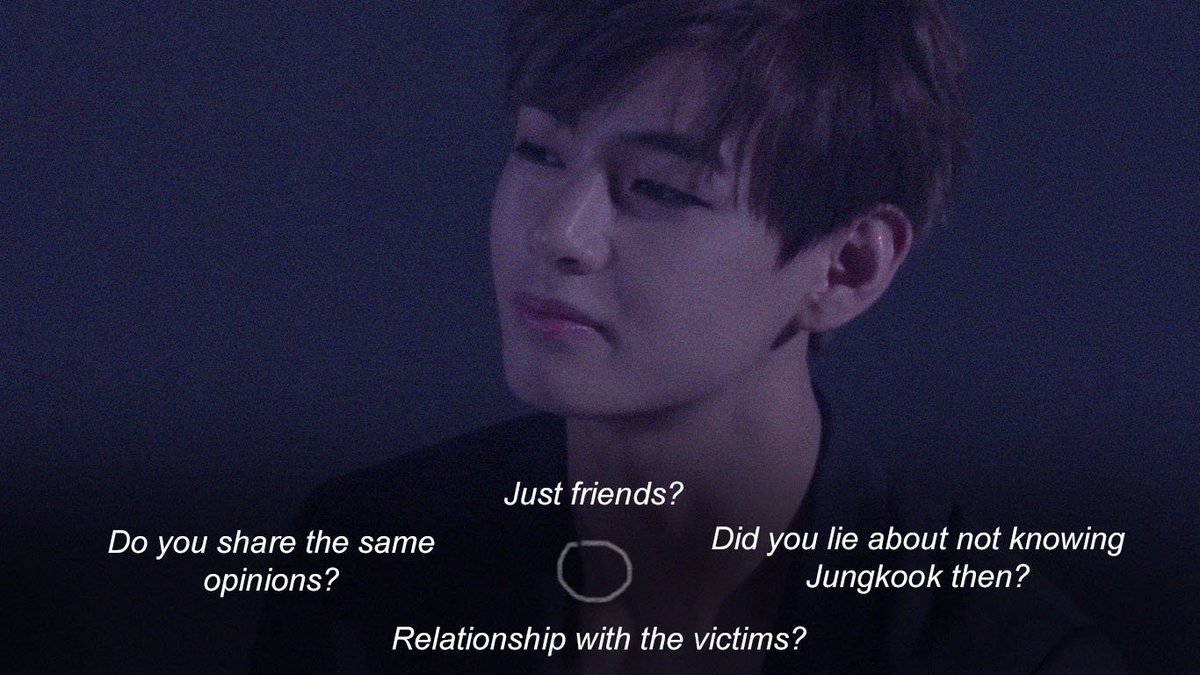 Just friends?
Do you share the same
opinions?
Did you lie about not knowing
Jungkook then?
Relationship with the victims?